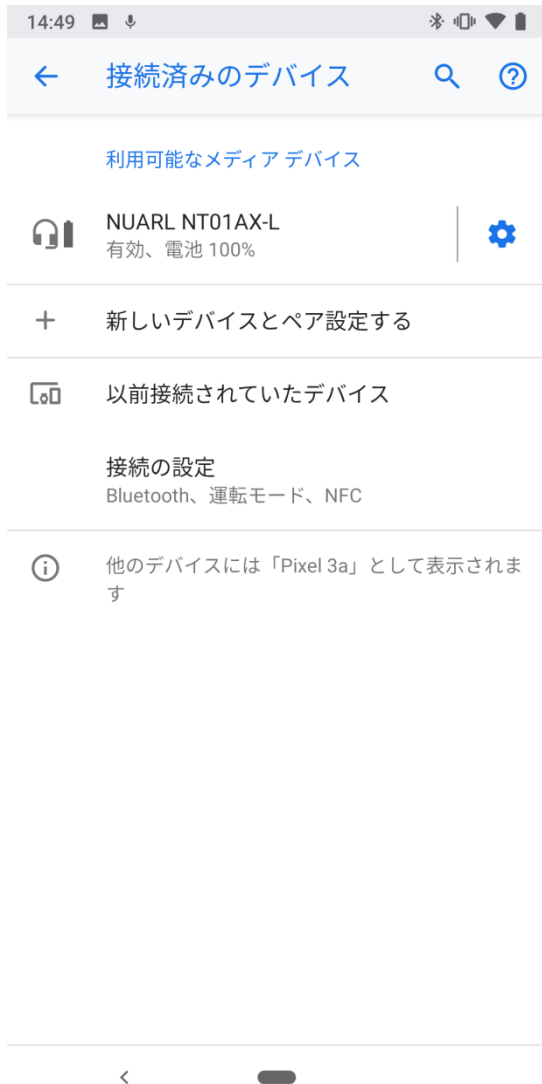 14:49
接続済みのデバイス
利用可能なメディア デバイス
NUARL NT01AX-L
有効、電池 100%
新しいデバイスとペア設定する
以前接続されていたデバイス
接続の設定
Bluetooth、運転モード、NFC
他のデバイスには「Pixel 3a」として表示されま
す